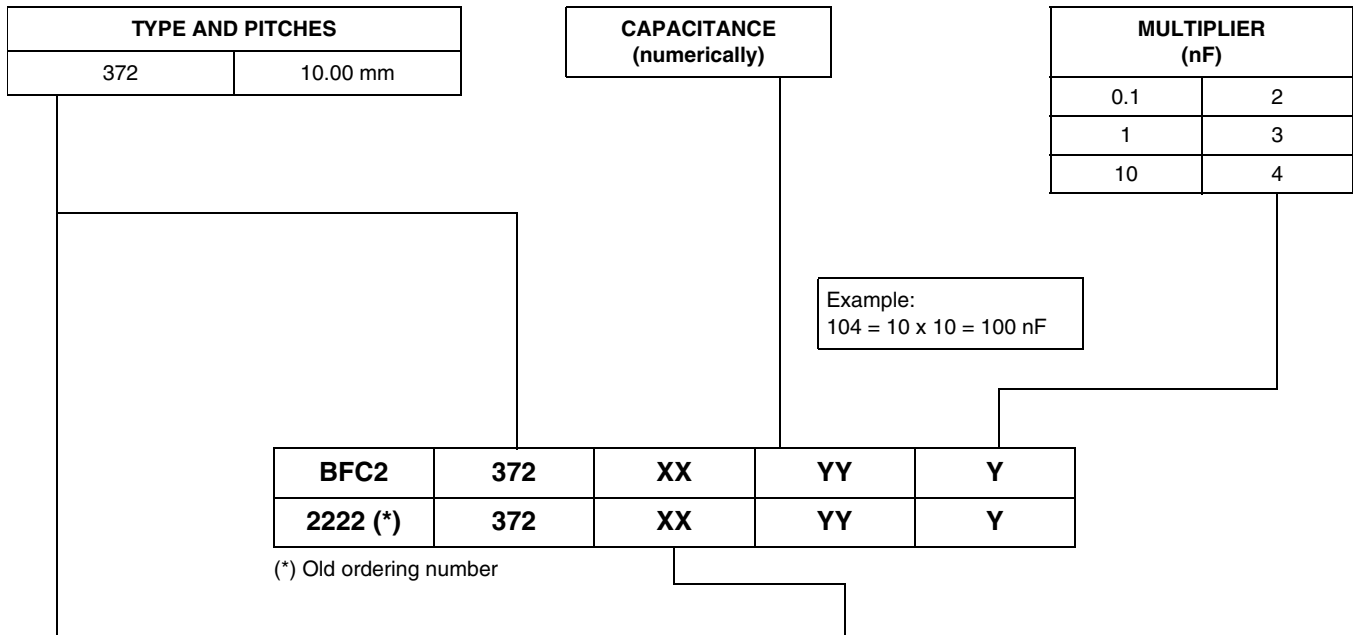 TYPE AND PITCHES
372 10.00 mm
CAPACITANCE
(numerically)
MULTIPLIER
(nF)
0.1 2
1 3
10 4
Example:
104 = 10 x 10 = 100 nF
BFC2 372 XX YY Y
2222 (*) 372 XX YY Y
(*) Old ordering number